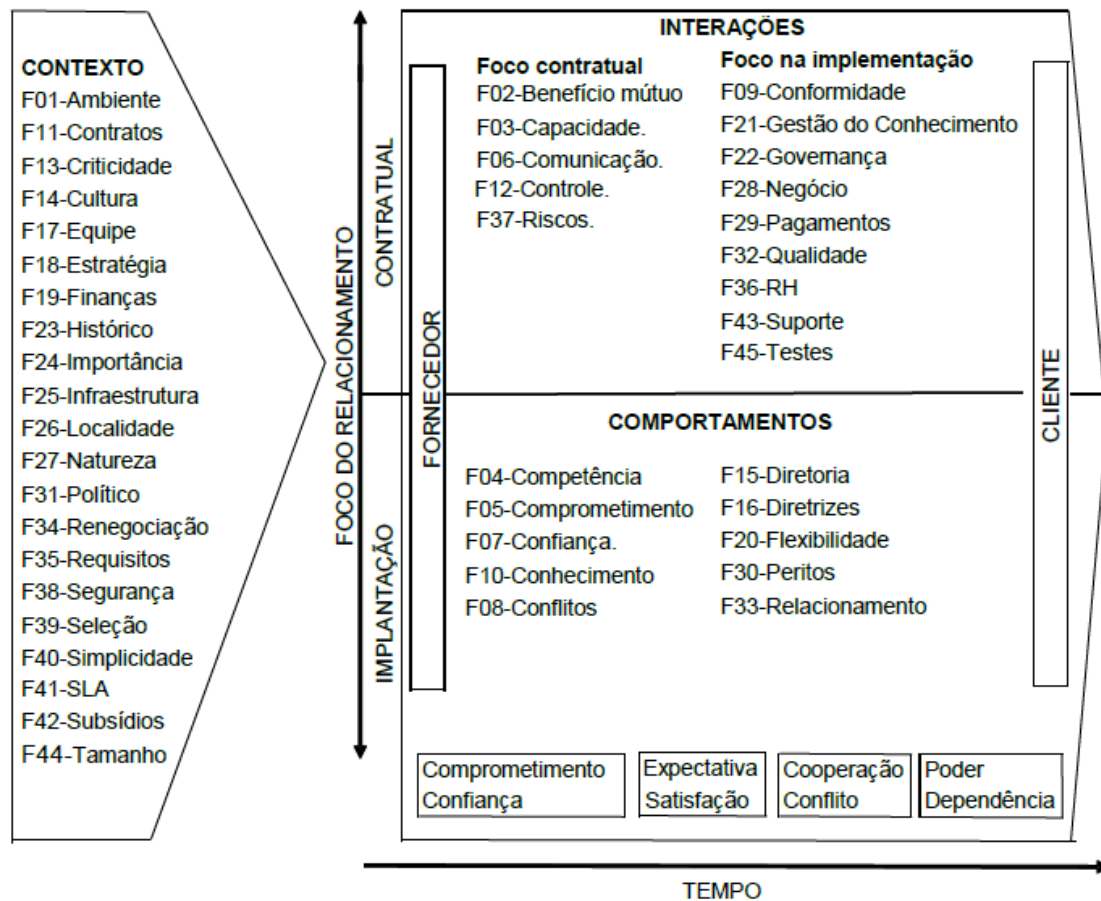 CONTEXTO
F01-Ambiente
F11-Contratos
F13-Criticidade
F14-Cultura
F17-Equipe
F18-Estratégia
F19-Finanças
F23-Histórico
F24-Importância
F25-Infraestrutura
F26-Localidade
F27-Natureza
F31-Político
F34-Renegociação
F35-Requisitos
F38-Segurança
F39-Seleção
F40-Simplicidade
F41-SLA
F42-Subsídios
F44-Tamanho
FOCO DO RELACIONAMENTO
CONTRATUAL
IMPLANTAÇÃO
FORNECEDOR
INTERAÇÕES
Foco contratual
F02-Benefício mútuo
F03-Capacidade.
F06-Comunicação.
F12-Controle.
F37-Riscos.
Foco na implementação
F09-Conformidade
F21-Gestão do Conhecimento
F22-Governança
F28-Negócio
F29-Pagamentos
F32-Qualidade
F36-RH
F43-Suporte
F45-Testes
COMPORTAMENTOS
F04-Competência
F05-Comprometimento
F07-Confiança.
F10-Conhecimento
F08-Conflitos
F15-Diretoria
F16-Diretrizes
F20-Flexibilidade
F30-Peritos
F33-Relacionamento
CLIENTE
Comprometimento
Confiança
Expectativa
Satisfação
Cooperação
Conflito
Poder
Dependência
TEMPO